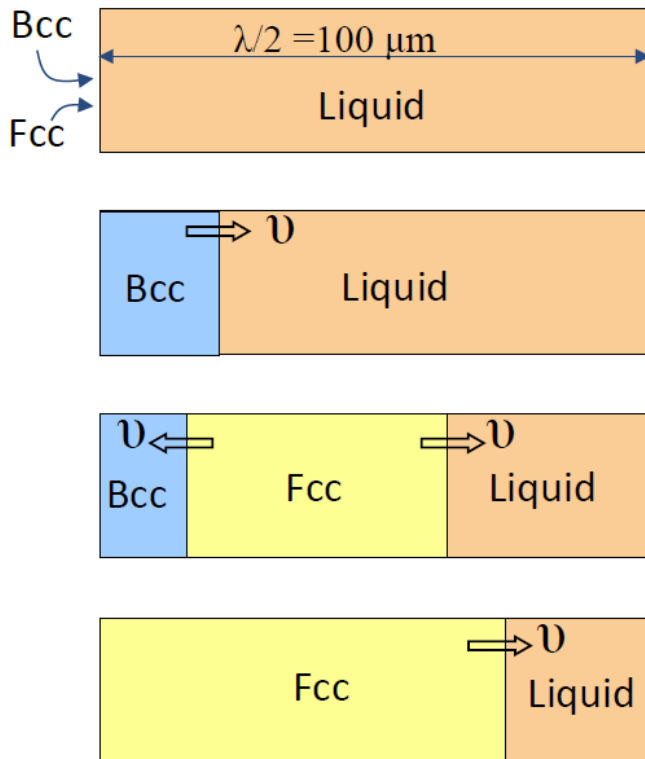 Bcc
λ/2 =100 μm
Fcc
Liquid
υ
Bcc
Liquid
υ
υ
Bcc
Fcc
Liquid
υ
Fcc
Liquid